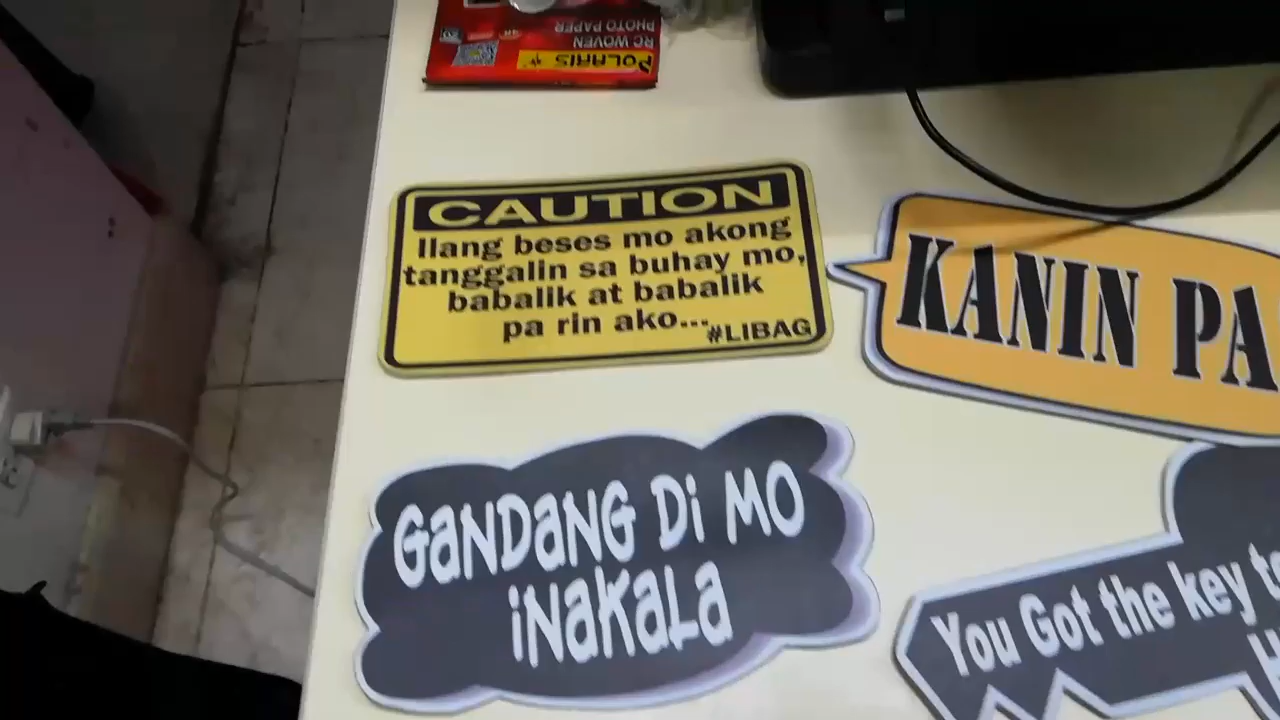 POLARIS
RC WOVEN
PHOTO PAPER
CAUTION
Ilang beses mo akong
tanggalin sa buhay mo,
babalik at babalik
pa rin ako...
#LIBAG
KANIN PA
GaNDaNG Di MO
iNaKaLa
You Got the key to